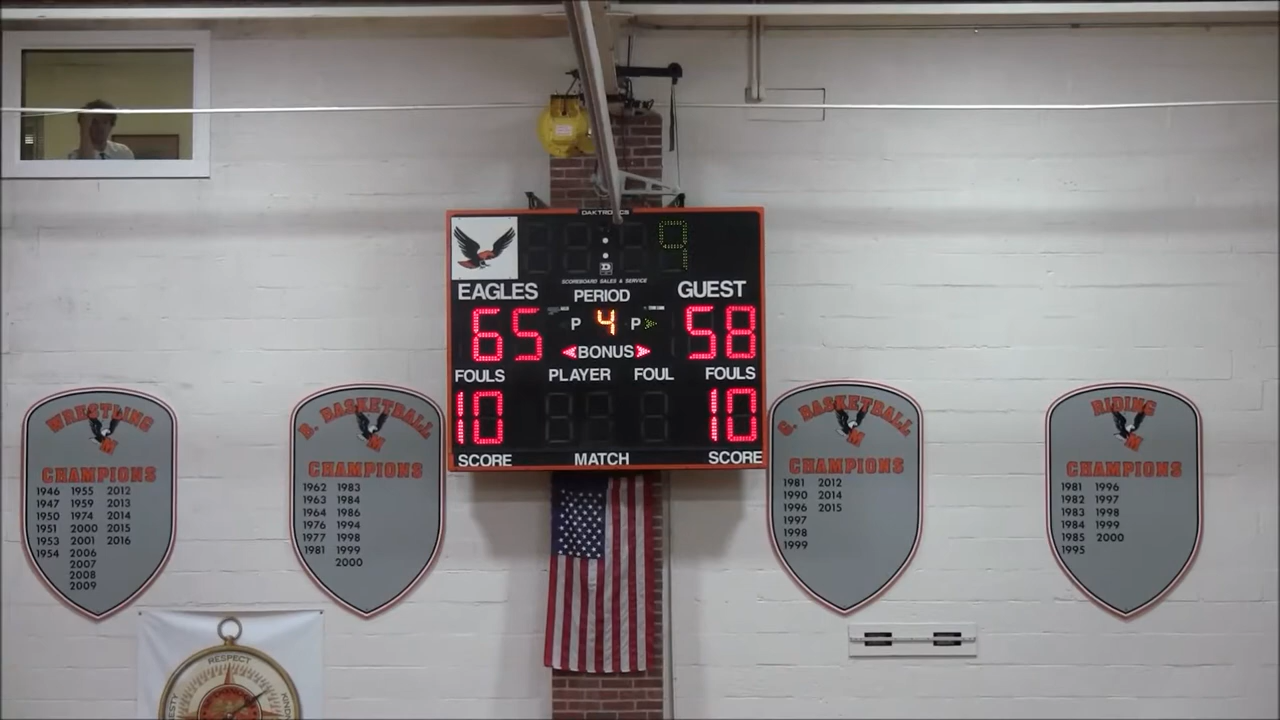 DAKTRONICS
9
SCOREBOARD SALES & SERVICE
EAGLES PERIOD GUEST
65 P 4 P 58
BONUS
FOULS PLAYER FOUL FOULS
10 10
SCORE MATCH SCORE
WRESTLING
M
CHAMPIONS
1946 1955 2012
1947 1959 2013
1950 1974 2014
1951 2000 2015
1953 2001 2016
1954 2006
2007
2008
2009
B. BASKETBALL
M
CHAMPIONS
1962 1983
1963 1984
1964 1986
1976 1994
1977 1998
1981 1999
2000
G. BASKETBALL
M
CHAMPIONS
1981 2012
1990 2014
1996 2015
1997
1998
1999
RIDING
M
CHAMPIONS
1981 1996
1982 1997
1983 1998
1984 1999
1985 2000
1995
RESPECT